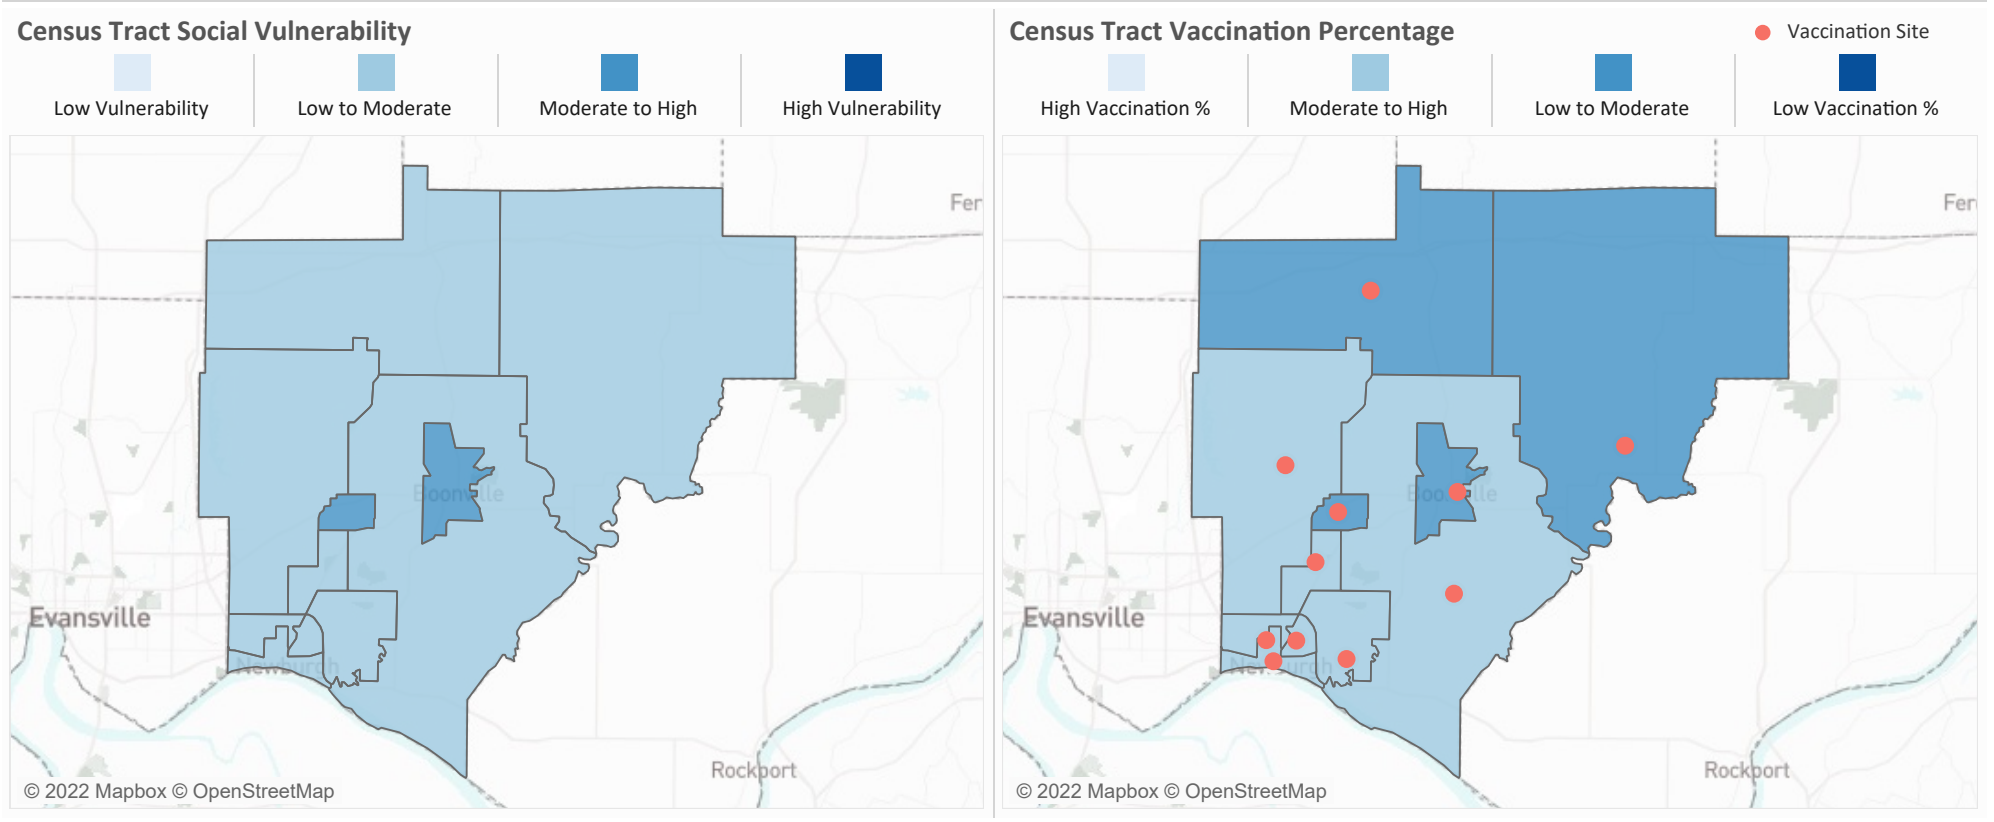 Census Tract Social Vulnerability
Low Vulnerability
Low to Moderate
Moderate to High
High Vulnerability
Fer
Boonville
Evansville
Newburgh
Rockport
© 2022 Mapbox © OpenStreetMap
Census Tract Vaccination Percentage
Vaccination Site
High Vaccination %
Moderate to High
Low to Moderate
Low Vaccination %
Fer
Evansville
Rockport
© 2022 Mapbox © OpenStreetMap